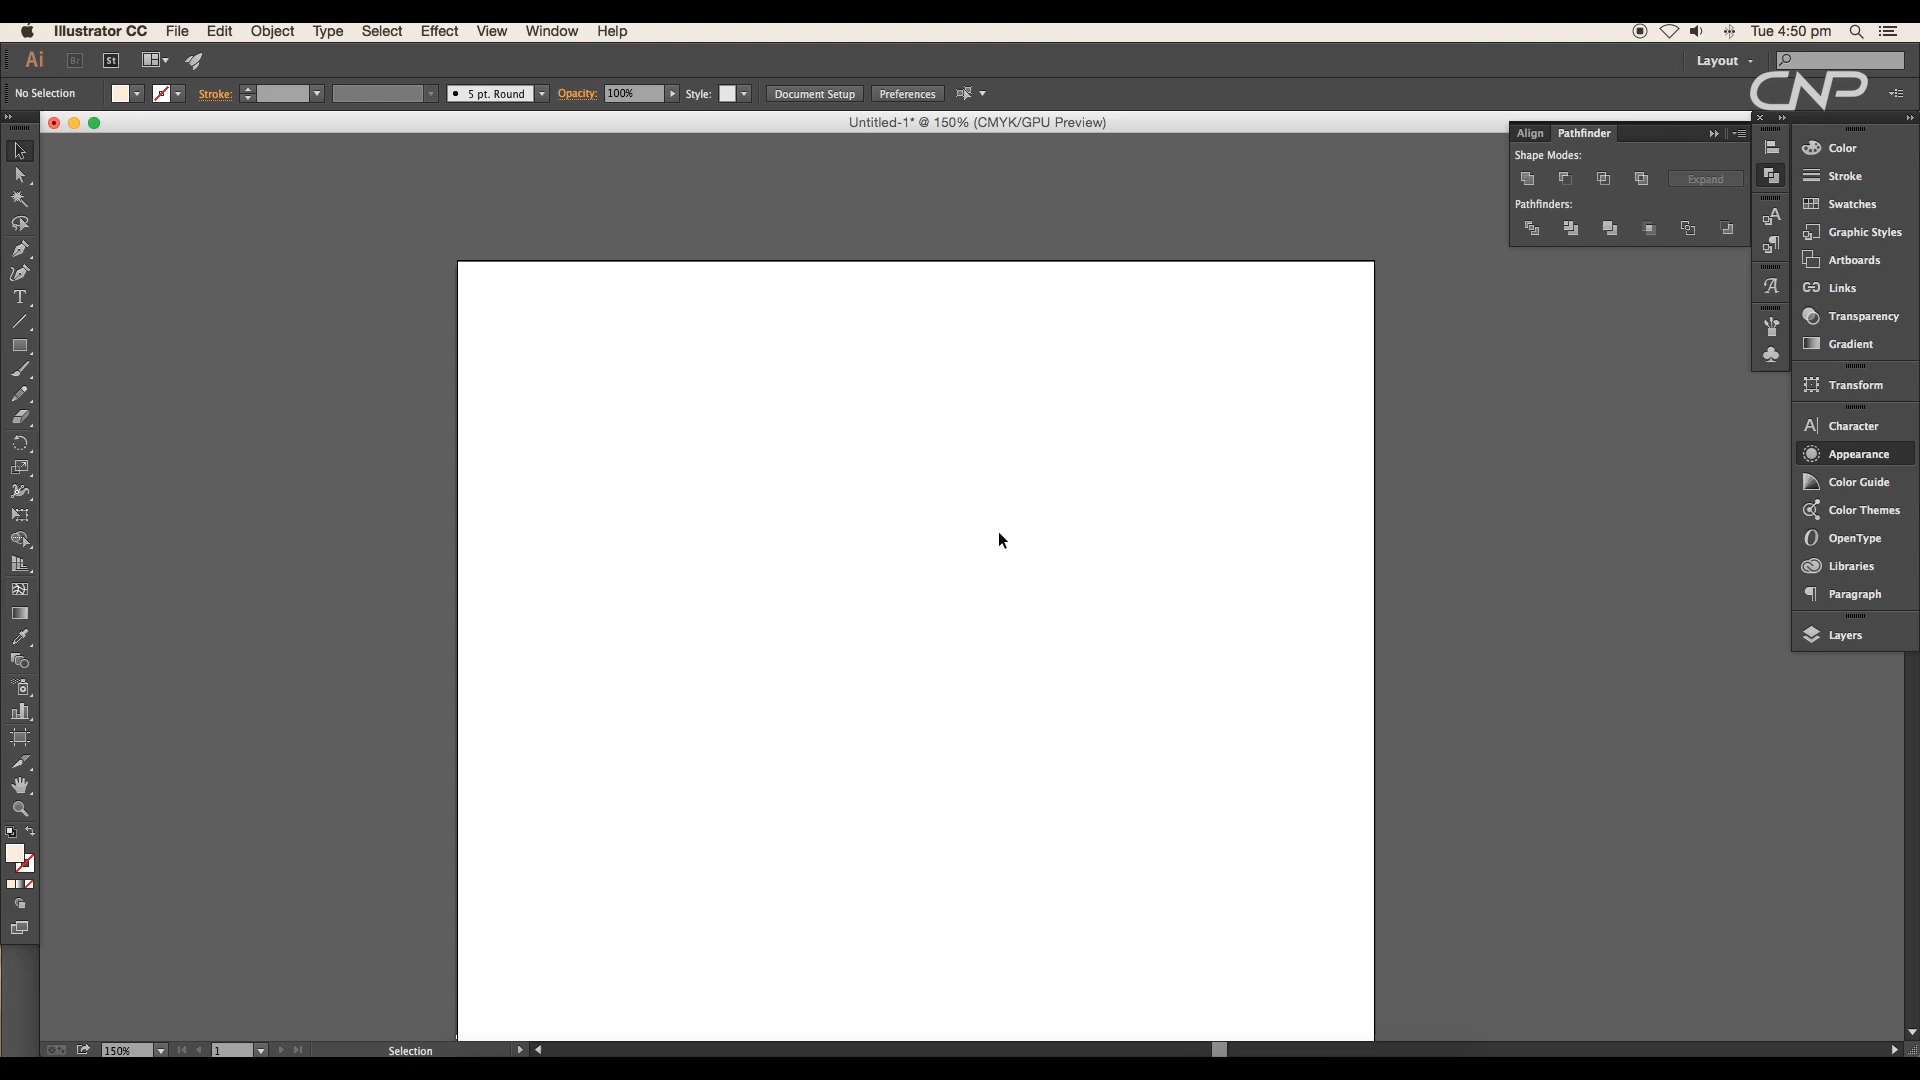 Illustrator CC File Edit Object Type Select Effect View Window Help Tue 4:50 pm
Ai Br St Layout
No Selection Stroke: 5 pt. Round Opacity: 100% Style: Document Setup Preferences
CNP
Untitled-1* @ 150% (CMYK/GPU Preview)
Align Pathfinder
Shape Modes:
Expand
Pathfinders:
Color
Stroke
Swatches
Graphic Styles
Artboards
Links
Transparency
Gradient
Transform
Character
Appearance
Color Guide
Color Themes
OpenType
Libraries
Paragraph
Layers
150% 1 Selection